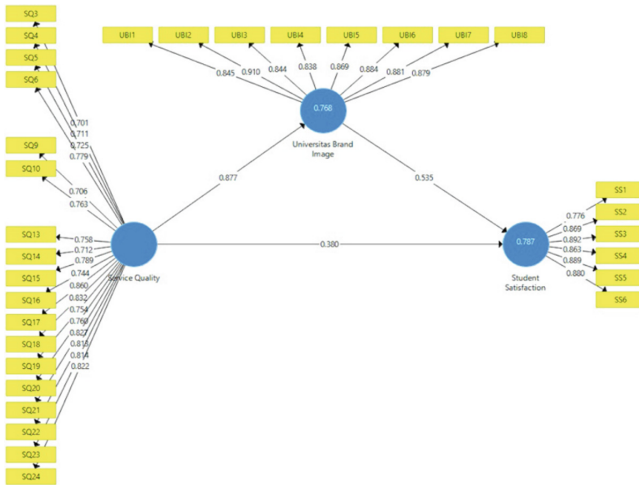 SQ3
SQ4
SQ5
SQ6
SQ9
SQ10
SQ13
SQ14
SQ15
SQ16
SQ17
SQ18
SQ19
SQ20
SQ21
SQ22
SQ23
SQ24
0.701
0.711
0.725
0.779
0.706
0.763
0.758
0.712
0.789
0.744
0.860
0.832
0.754
0.760
0.827
0.813
0.814
0.822
Service Quality
UBI1
UBI2
UBI3
UBI4
UBI5
UBI6
UBI7
UBI8
0.845
0.910
0.844
0.838
0.869
0.884
0.881
0.879
0.768
Universitas Brand
Image
0.877
0.535
0.380
0.787
Student
Satisfaction
0.776
0.869
0.892
0.863
0.889
0.880
SS1
SS2
SS3
SS4
SS5
SS6